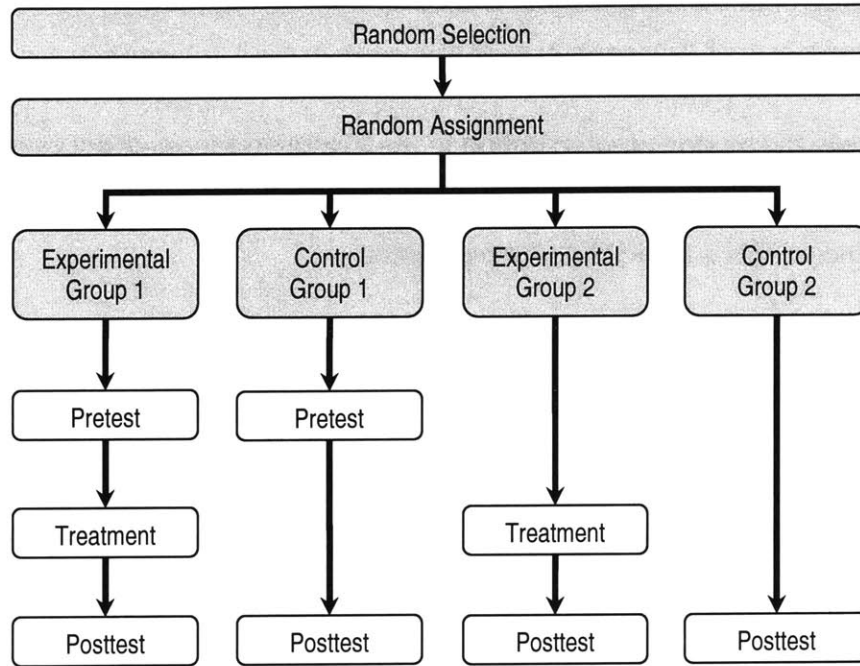 Random Selection
Random Assignment
Experimental
Group 1
Control
Group 1
Experimental
Group 2
Control
Group 2
Pretest
Pretest
Treatment
Treatment
Posttest
Posttest
Posttest
Posttest